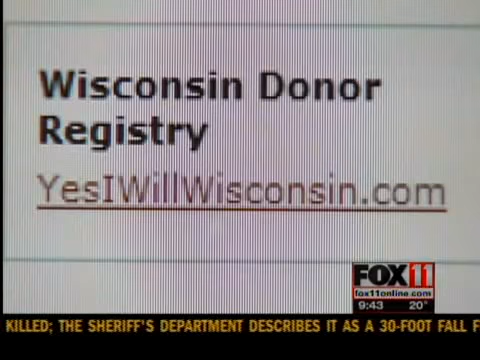 Wisconsin Donor
Registry
YesIWillWisconsin.com
FOX 11
fox11online.com
9:43 20°
KILLED; THE SHERIFF'S DEPARTMENT DESCRIBES IT AS A 30-FOOT FALL F